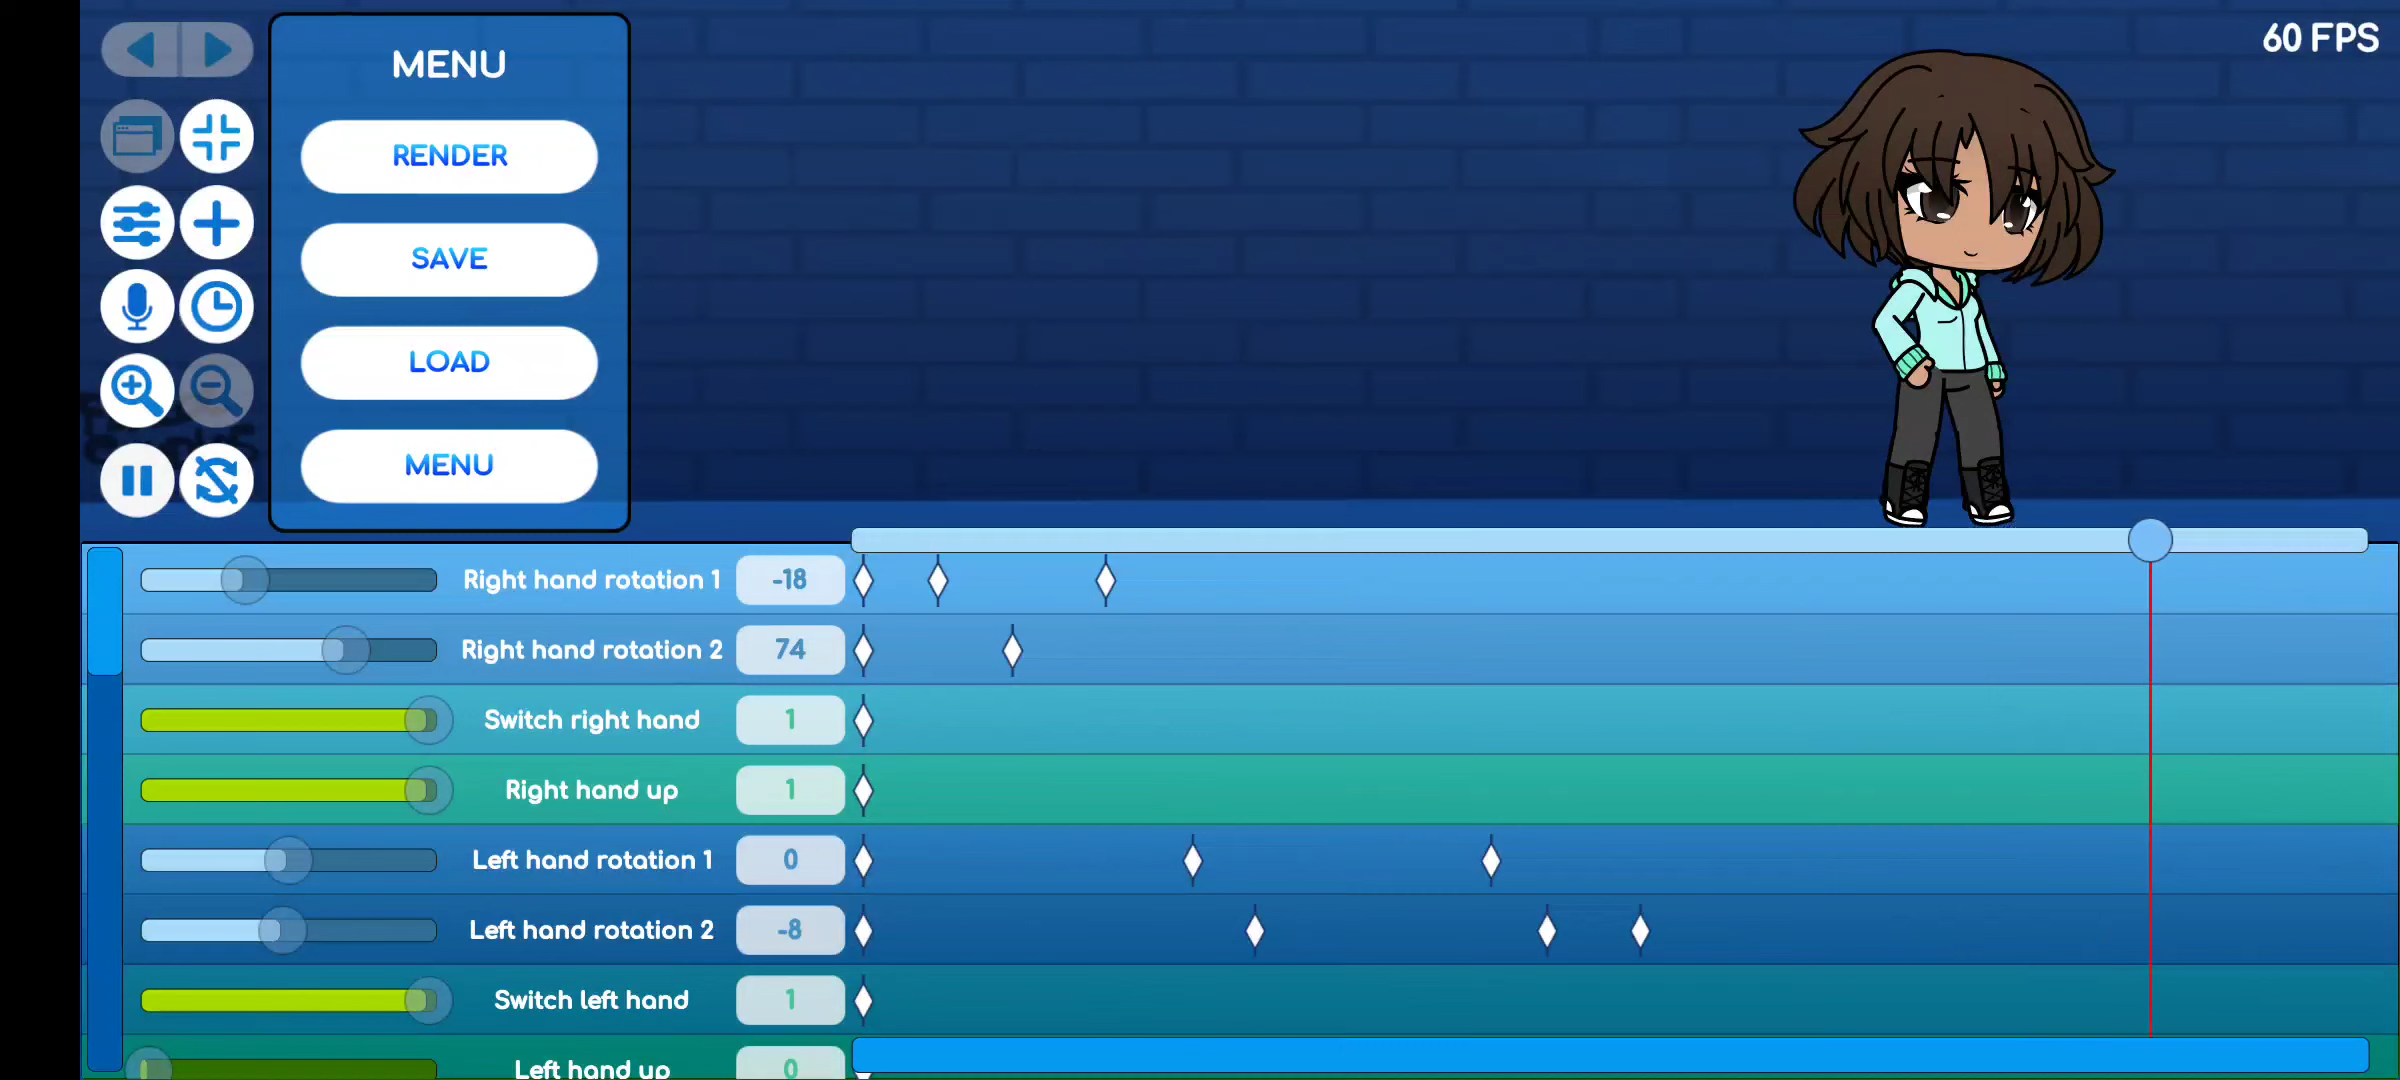 60 FPS
MENU
RENDER
SAVE
LOAD
MENU
Right hand rotation 1 -18
Right hand rotation 2 74
Switch right hand 1
Right hand up 1
Left hand rotation 1 0
Left hand rotation 2 -8
Switch left hand 1
Left hand up 0